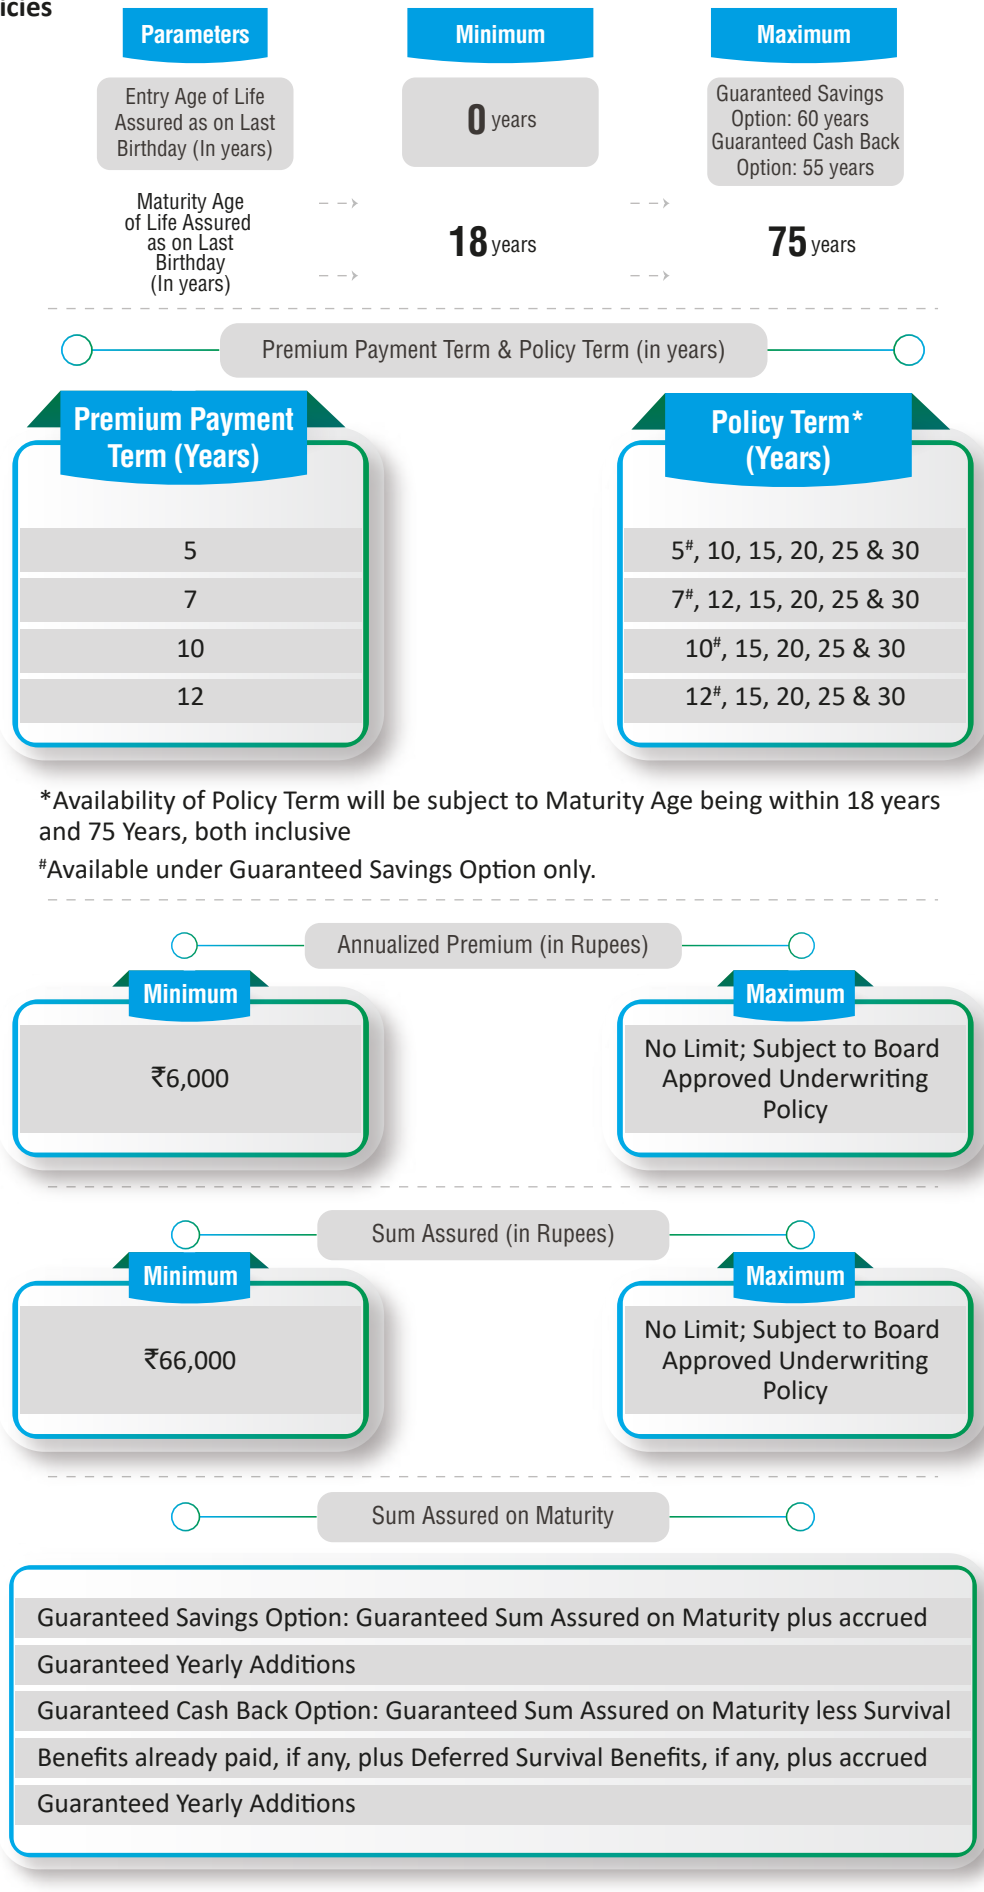 icies
Parameters
Minimum
Maximum
Entry Age of Life
Assured as on Last
Birthday (In years)
0 years
Guaranteed Savings
Option: 60 years
Guaranteed Cash Back
Option: 55 years
Maturity Age
of Life Assured
as on Last
Birthday
(In years)
18 years
75 years
Premium Payment Term & Policy Term (in years)
Premium Payment
Term (Years)
5
7
10
12
Policy Term*
(Years)
5#, 10, 15, 20, 25 & 30
7#, 12, 15, 20, 25 & 30
10#, 15, 20, 25 & 30
12#, 15, 20, 25 & 30
*Availability of Policy Term will be subject to Maturity Age being within 18 years
and 75 Years, both inclusive
#Available under Guaranteed Savings Option only.
Annualized Premium (in Rupees)
Minimum
₹6,000
Maximum
No Limit; Subject to Board
Approved Underwriting
Policy
Sum Assured (in Rupees)
Minimum
₹66,000
Maximum
No Limit; Subject to Board
Approved Underwriting
Policy
Sum Assured on Maturity
Guaranteed Savings Option: Guaranteed Sum Assured on Maturity plus accrued
Guaranteed Yearly Additions
Guaranteed Cash Back Option: Guaranteed Sum Assured on Maturity less Survival
Benefits already paid, if any, plus Deferred Survival Benefits, if any, plus accrued
Guaranteed Yearly Additions